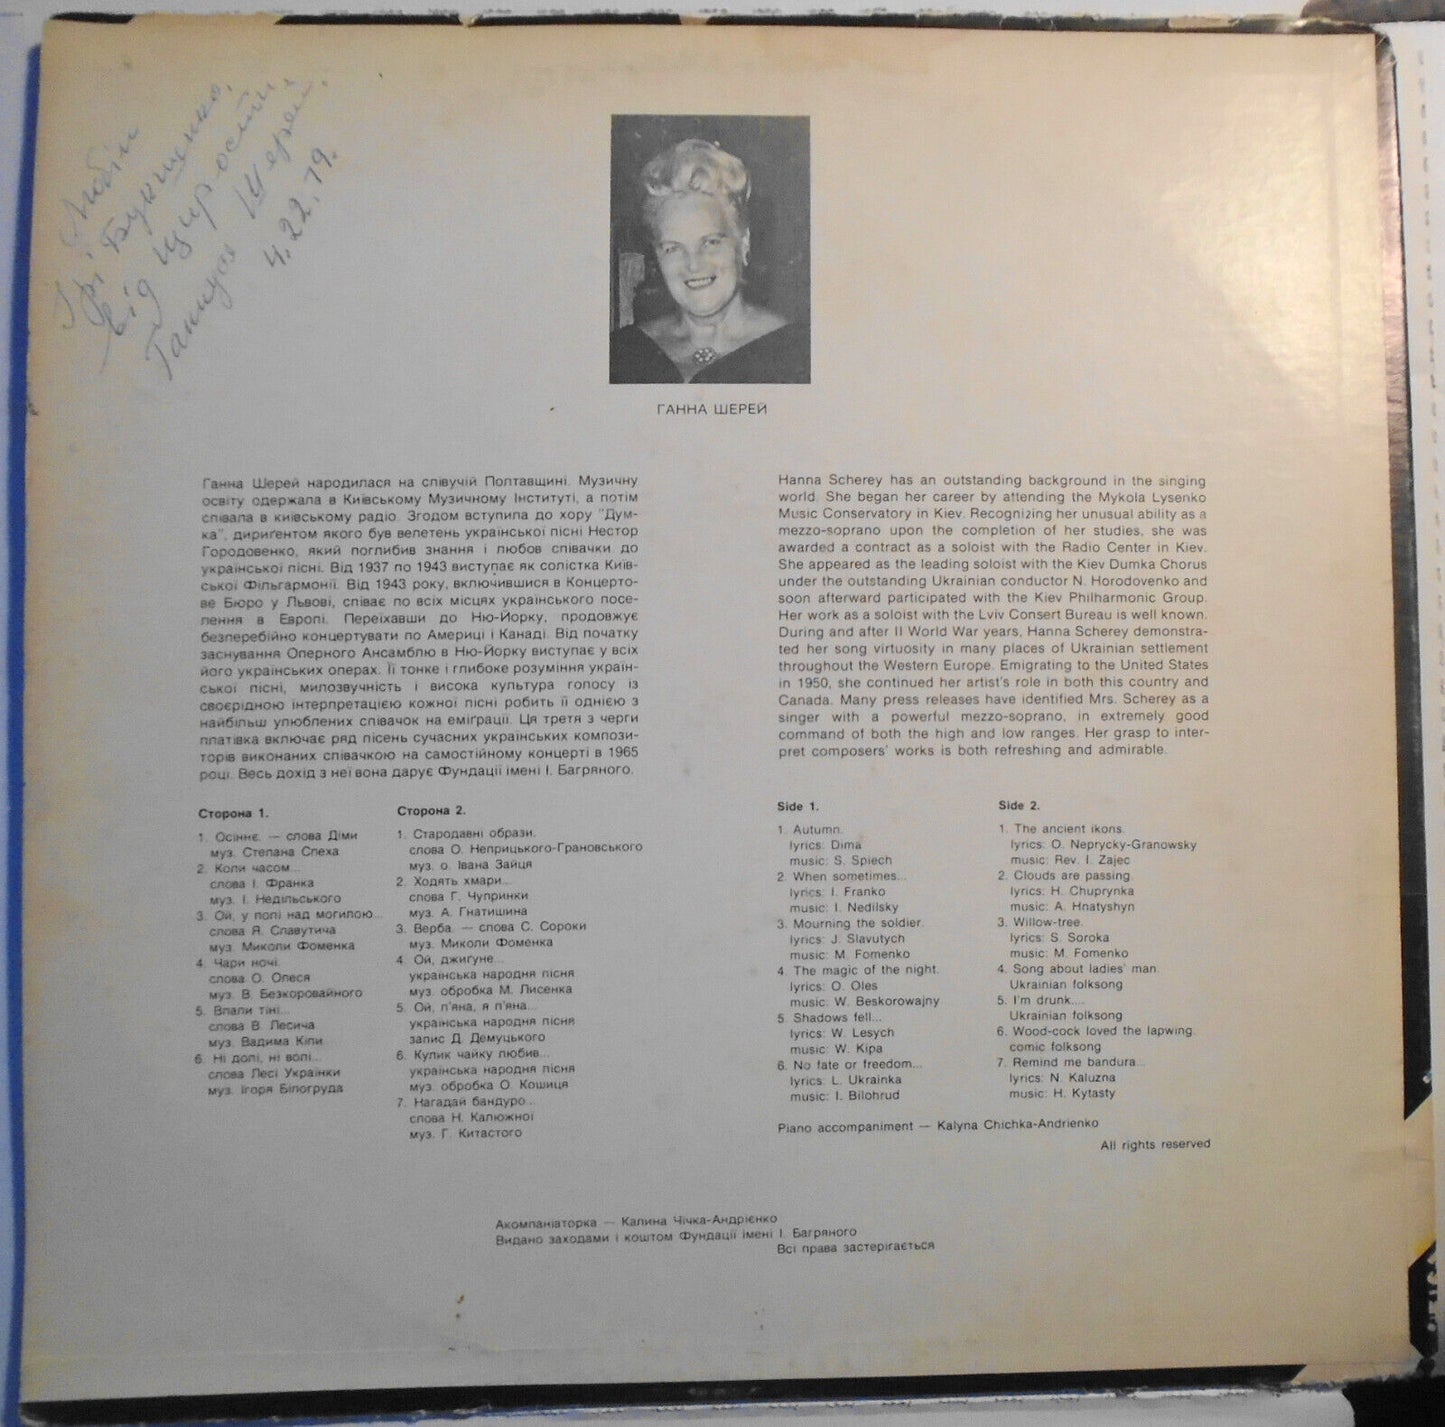 Любій
Ірі Букищенко,
від щирости
Ганнуся Шерей.
4.22.79.
ГАННА ШЕРЕЙ
Ганна Шерей народилася на співучій Полтавщині. Музичну
освіту одержала в Київському Музичному Інституті, а потім
співала в київському радіо. Згодом вступила до хору "Дум-
ка", дириґентом якого був велетень української пісні Нестор
Городовенко, який поглибив знання і любов співачки до
української пісні. Від 1937 по 1943 виступає як солістка Київ-
ської Фільгармонії. Від 1943 року, включившися в Концерто-
ве Бюро у Львові, співає по всіх місцях українського посе-
лення в Европі. Переїхавши до Ню-Йорку, продовжує
безперебійно концертувати по Америці і Канаді. Від початку
заснування Оперного Ансамблю в Ню-Йорку виступає у всіх
його українських операх. Її тонке і глибоке розуміння україн-
ської пісні, милозвучність і висока культура голосу із
своєрідною інтерпретацією кожної пісні робить її однією з
найбільш улюблених співачок на еміґрації. Ця третя з черги
платівка включає ряд пісень сучасних українських компози-
торів виконаних співачкою на самостійному концерті в 1965
році. Весь дохід з неї вона дарує Фундації імені І. Багряного.
Сторона 1.
1. Осіннє. — слова Діми
муз. Степана Спеха
2. Коли часом...
слова І. Франка
муз. І. Недільського
3. Ой, у полі над могилою...
слова Я. Славутича
муз. Миколи Фоменка
4. Чари ночі.
слова О. Олеся
муз. В. Безкоровайного
5. Впали тіні...
слова В. Лесича
муз. Вадима Кіпи
6. Ні долі, ні волі...
слова Лесі Українки
муз. Ігоря Білогруда
Сторона 2.
1. Стародавні образи.
слова О. Неприцького-Грановського
муз. о. Івана Зайця
2. Ходять хмари...
слова Г. Чупринки
муз. А. Гнатишина
3. Верба. — слова С. Сороки
муз. Миколи Фоменка
4. Ой, джиґуне...
українська народня пісня
муз. обробка М. Лисенка
5. Ой, п'яна, я п'яна...
українська народня пісня
запис Д. Демуцького
6. Кулик чайку любив...
українська народня пісня
муз. обробка О. Кошиця
7. Нагадай бандуро...
слова Н. Калюжної
муз. Г. Китастого
Hanna Scherey has an outstanding background in the singing
world. She began her career by attending the Mykola Lysenko
Music Conservatory in Kiev. Recognizing her unusual ability as a
mezzo-soprano upon the completion of her studies, she was
awarded a contract as a soloist with the Radio Center in Kiev.
She appeared as the leading soloist with the Kiev Dumka Chorus
under the outstanding Ukrainian conductor N. Horodovenko and
soon afterward participated with the Kiev Philharmonic Group.
Her work as a soloist with the Lviv Consert Bureau is well known.
During and after II World War years, Hanna Scherey demonstra-
ted her song virtuosity in many places of Ukrainian settlement
throughout the Western Europe. Emigrating to the United States
in 1950, she continued her artist's role in both this country and
Canada. Many press releases have identified Mrs. Scherey as a
singer with a powerful mezzo-soprano, in extremely good
command of both the high and low ranges. Her grasp to inter-
pret composers' works is both refreshing and admirable.
Side 1.
1. Autumn.
lyrics: Dima
music: S. Spiech
2. When sometimes...
lyrics: I. Franko
music: I. Nedilsky
3. Mourning the soldier.
lyrics: J. Slavutych
music: M. Fomenko
4. The magic of the night.
lyrics: O. Oles
music: W. Beskorowajny
5. Shadows fell...
lyrics: W. Lesych
music: W. Kipa
6. No fate or freedom...
lyrics: L. Ukrainka
music: I. Bilohrud
Side 2.
1. The ancient ikons.
lyrics: O. Neprycky-Granowsky
music: Rev. I. Zajec
2. Clouds are passing.
lyrics: H. Chuprynka
music: A. Hnatyshyn
3. Willow-tree.
lyrics: S. Soroka
music: M. Fomenko
4. Song about ladies' man.
Ukrainian folksong
5. I'm drunk....
Ukrainian folksong
6. Wood-cock loved the lapwing.
comic folksong
7. Remind me bandura...
lyrics: N. Kaluzna
music: H. Kytasty
Piano accompaniment — Kalyna Chichka-Andrienko
All rights reserved
Акомпаніаторка — Калина Чічка-Андрієнко
Видано заходами і коштом Фундації імені І. Багряного
Всі права застерігається